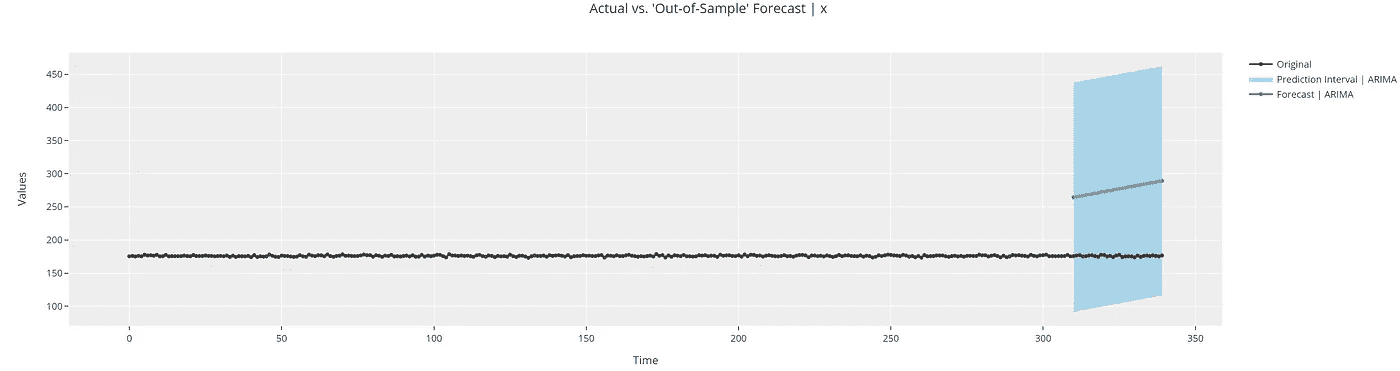 Actual vs. 'Out-of-Sample' Forecast | x
Values
450
400
350
300
250
200
150
100
0 50 100 150 200 250 300 350
Time
Original
Prediction Interval | ARIMA
Forecast | ARIMA